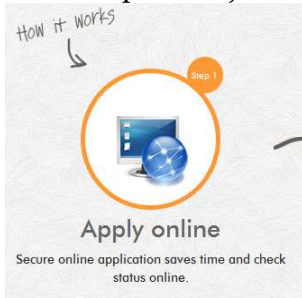 How it works
Step 1
Apply online
Secure online application saves time and check
status online.